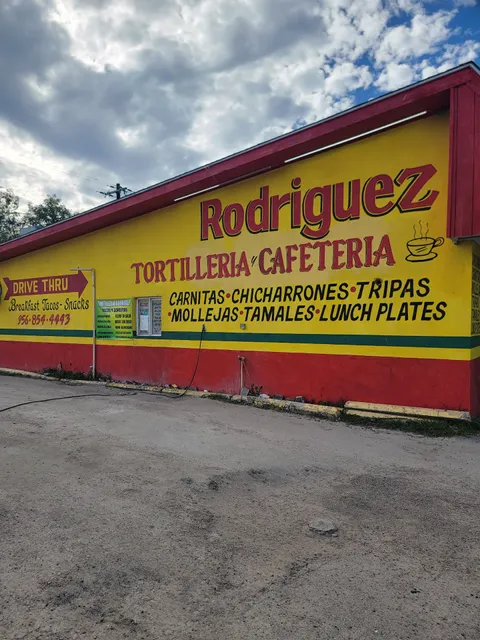 Rodriguez
TORTILLERIA Y CAFETERIA
CARNITAS•CHICHARRONES•TRIPAS
•MOLLEJAS•TAMALES•LUNCH PLATES
DRIVE THRU
Breakfast Tacos-Snacks
956-854-4443